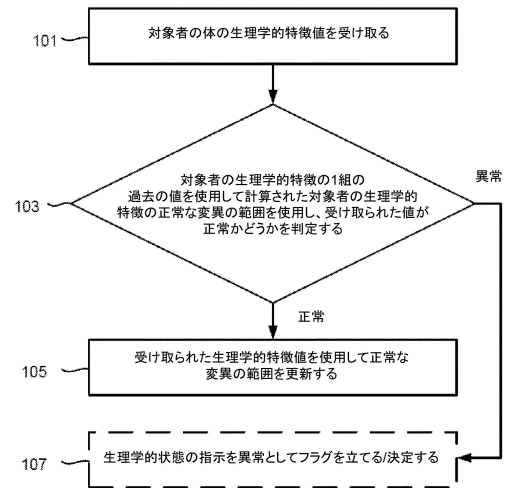 101
対象者の体の生理学的特徴値を受け取る
103
対象者の生理学的特徴の1組の
過去の値を使用して計算された対象者の生理学的
特徴の正常な変異の範囲を使用し、受け取られた値が
正常かどうかを判定する
異常
正常
105
受け取られた生理学的特徴値を使用して正常な
変異の範囲を更新する
107
生理学的状態の指示を異常としてフラグを立てる/決定する